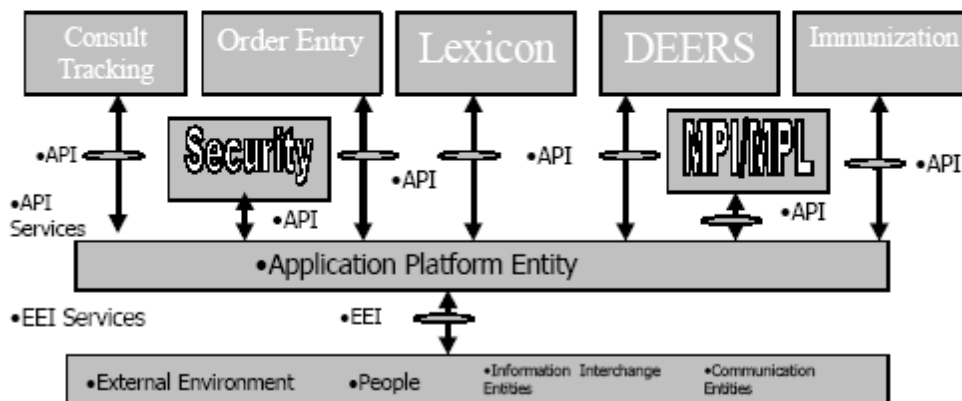 Consult
Tracking
Order Entry
Lexicon
DEERS
Immunization
Security
MPI/MPL
•API
•API
•API
•API
•API
Services
•API
•API
•Application Platform Entity
•EEI Services
•EEI
•External Environment
•People
•Information Interchange
Entities
•Communication
Entities